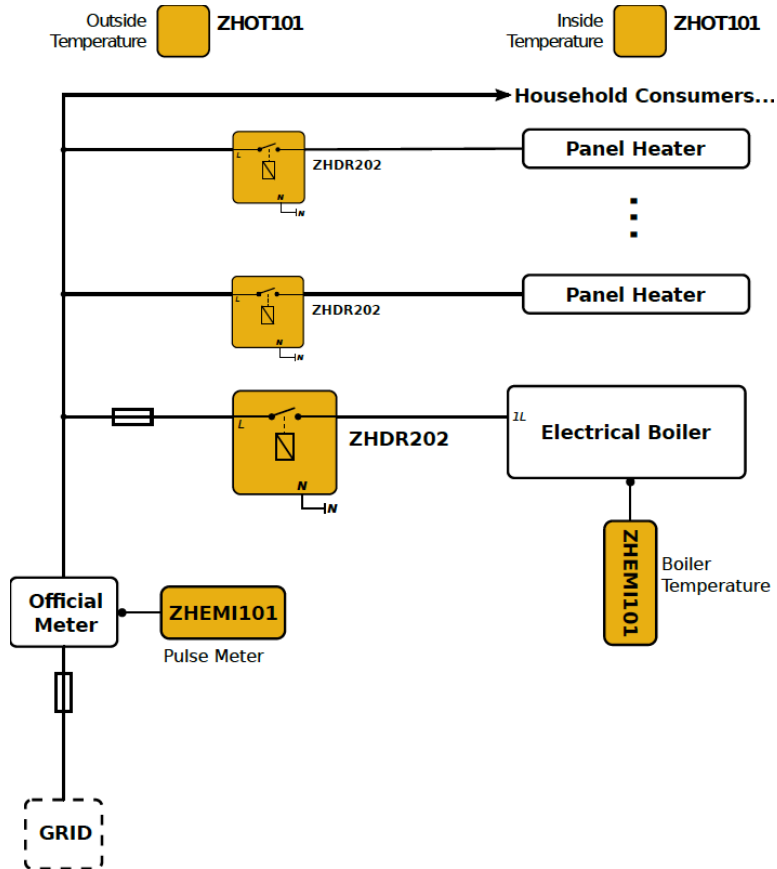 Outside
Temperature
ZHOT101
Inside
Temperature
ZHOT101
Household Consumers...
L
N
N
ZHDR202
Panel Heater
L
N
N
ZHDR202
Panel Heater
L
N
N
ZHDR202
1L
Electrical Boiler
ZHEMI101
Boiler
Temperature
Official
Meter
ZHEMI101
Pulse Meter
GRID